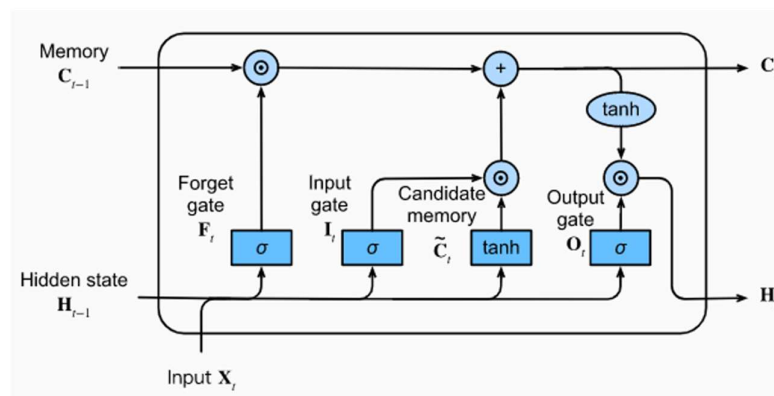 Memory
C_{t−1}
⊙
+
C
tanh
Forget
gate
F_t
Input
gate
I_t
Candidate
memory
C̃_t
⊙
Output
gate
O_t
⊙
σ
σ
tanh
σ
Hidden state
H_{t−1}
H
Input X_t